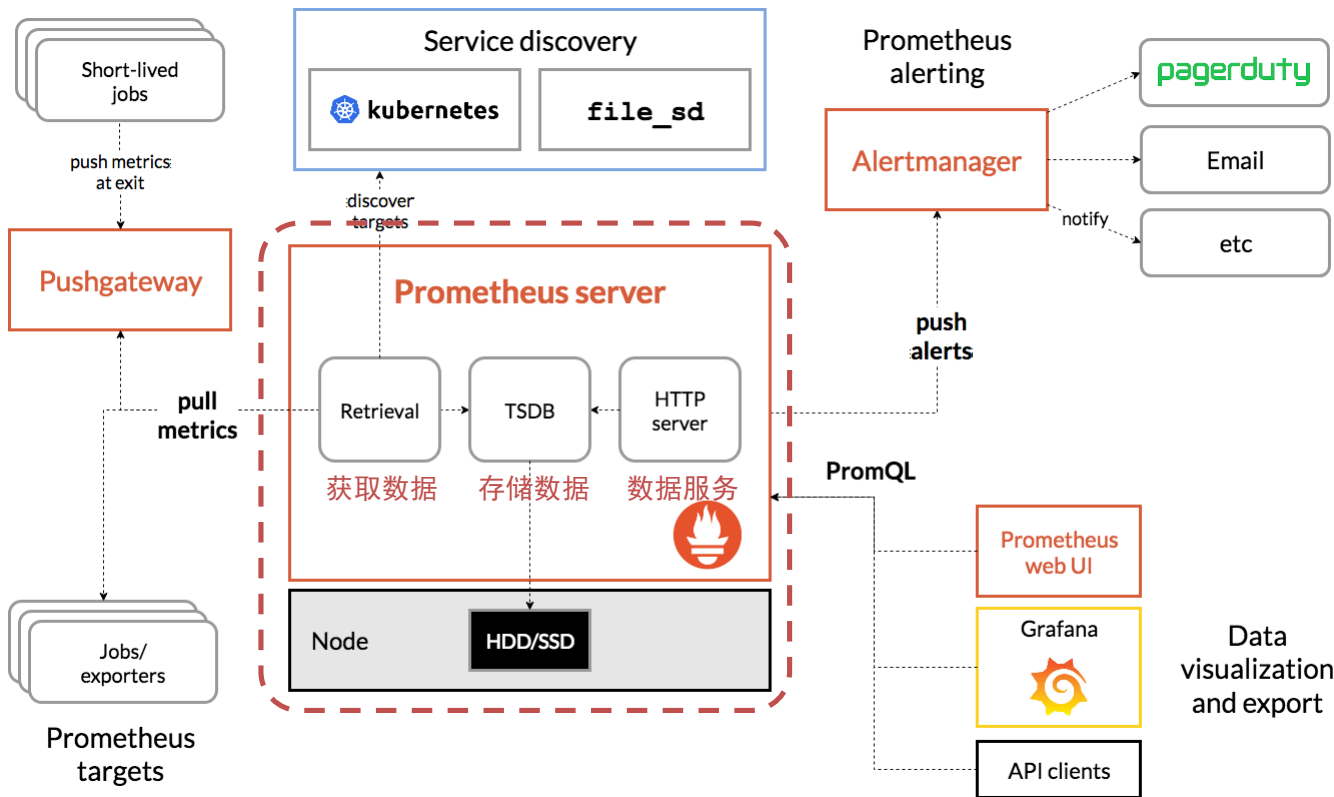 Short-lived
jobs
push metrics
at exit
Pushgateway
pull
metrics
Jobs/
exporters
Prometheus
targets
Service discovery
kubernetes
file_sd
discover
targets
Prometheus server
Retrieval
TSDB
HTTP
server
获取数据
存储数据
数据服务
Node
HDD/SSD
Prometheus
alerting
Alertmanager
pagerduty
Email
notify
etc
push
alerts
PromQL
Prometheus
web UI
Grafana
API clients
Data
visualization
and export